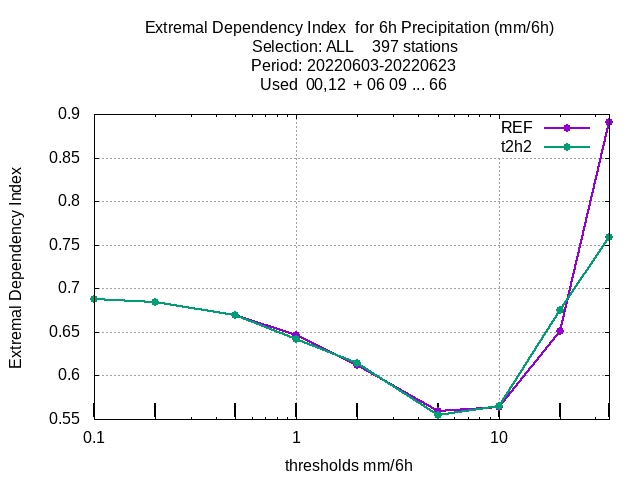 Extremal Dependency Index  for 6h Precipitation (mm/6h)
Selection: ALL    397 stations
Period: 20220603-20220623
Used  00,12  + 06 09 ... 66
REF
t2h2
Extremal Dependency Index
0.9
0.85
0.8
0.75
0.7
0.65
0.6
0.55
0.1
1
10
thresholds mm/6h